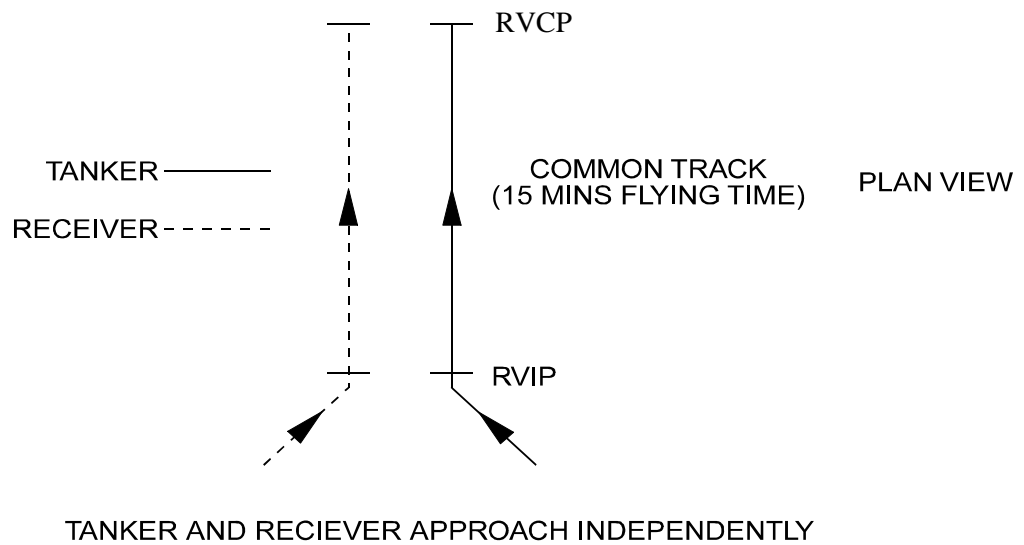 RVCP
TANKER
RECEIVER
COMMON TRACK
(15 MINS FLYING TIME)
PLAN VIEW
RVIP
TANKER AND RECIEVER APPROACH INDEPENDENTLY